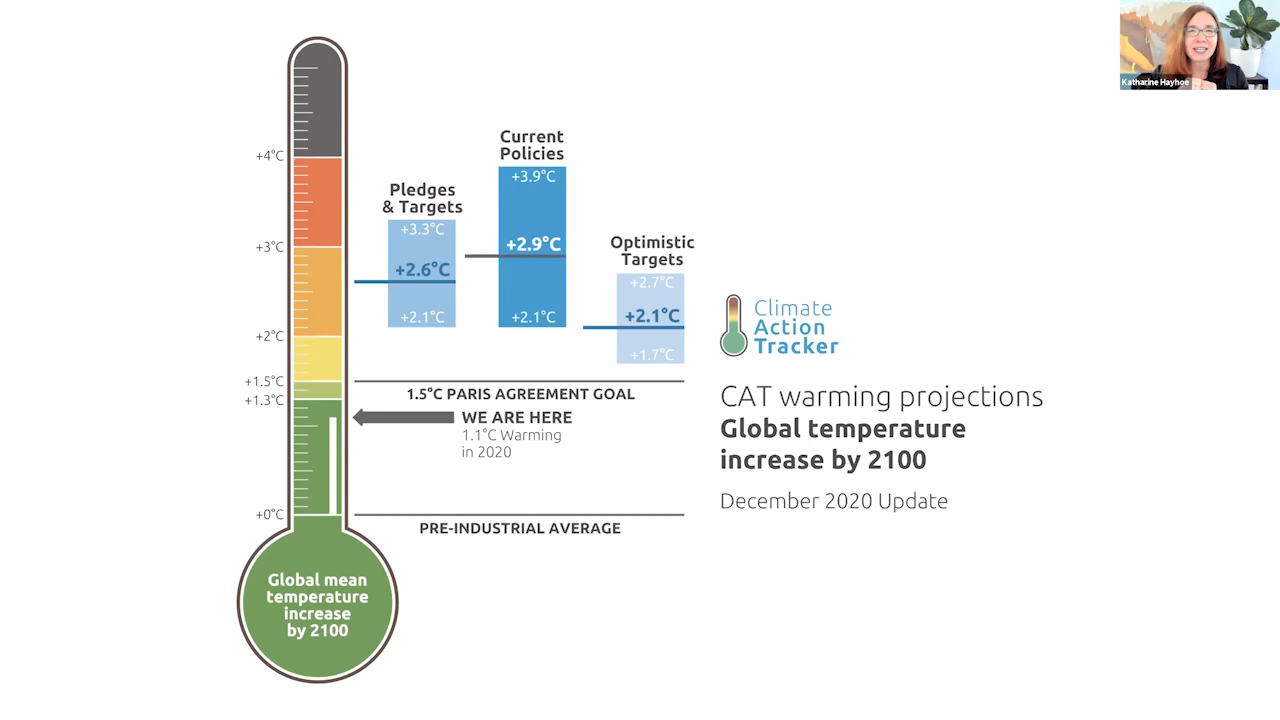 Katharine Hayhoe
+4°C
+3°C
+2°C
+1.5°C
+1.3°C
+0°C
Global mean
temperature
increase
by 2100
Pledges
& Targets
+3.3°C
+2.6°C
+2.1°C
Current
Policies
+3.9°C
+2.9°C
+2.1°C
Optimistic
Targets
+2.7°C
+2.1°C
+1.7°C
1.5°C PARIS AGREEMENT GOAL
WE ARE HERE
1.1°C Warming
in 2020
PRE-INDUSTRIAL AVERAGE
Climate
Action
Tracker
CAT warming projections
Global temperature
increase by 2100
December 2020 Update